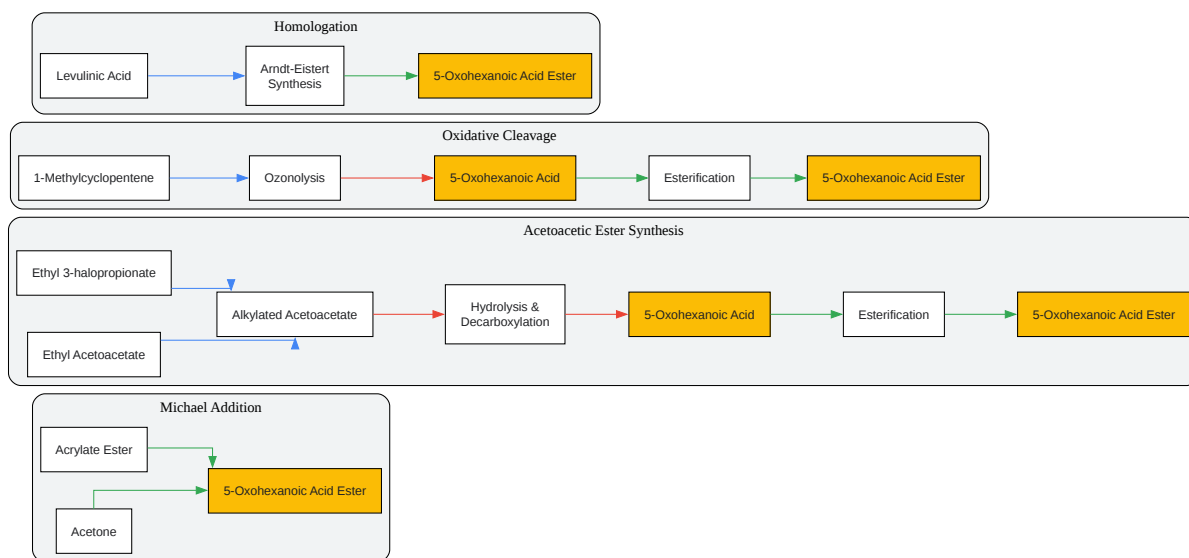 Homologation
Levulinic Acid
Arndt-Eistert
Synthesis
5-Oxohexanoic Acid Ester
Oxidative Cleavage
1-Methylcyclopentene
Ozonolysis
5-Oxohexanoic Acid
Esterification
5-Oxohexanoic Acid Ester
Acetoacetic Ester Synthesis
Ethyl 3-halopropionate
Ethyl Acetoacetate
Alkylated Acetoacetate
Hydrolysis &
Decarboxylation
5-Oxohexanoic Acid
Esterification
5-Oxohexanoic Acid Ester
Michael Addition
Acrylate Ester
Acetone
5-Oxohexanoic Acid Ester